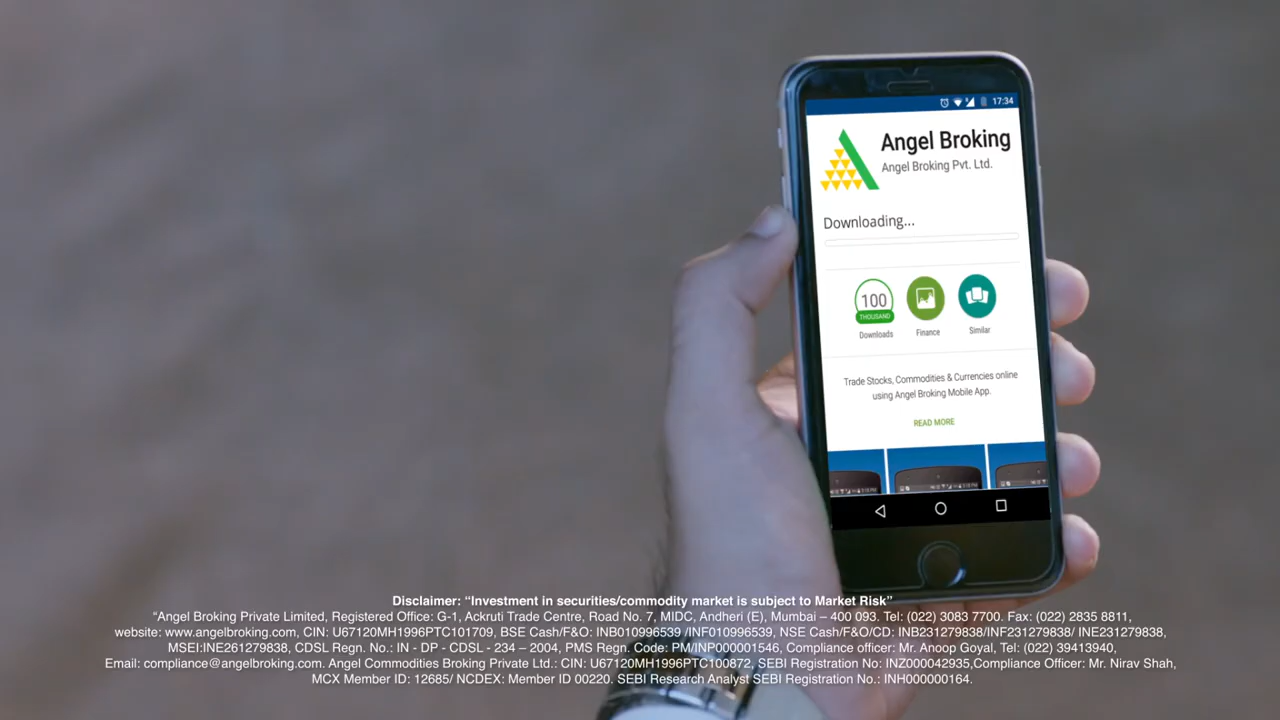 17:34
Angel Broking
Angel Broking Pvt. Ltd.
Downloading...
100
THOUSAND
Downloads
Finance
Similar
Trade Stocks, Commodities & Currencies online
using Angel Broking Mobile App.
READ MORE
Disclaimer: “Investment in securities/commodity market is subject to Market Risk”
“Angel Broking Private Limited, Registered Office: G-1, Ackruti Trade Centre, Road No. 7, MIDC, Andheri (E), Mumbai – 400 093. Tel: (022) 3083 7700. Fax: (022) 2835 8811,
website: www.angelbroking.com, CIN: U67120MH1996PTC101709, BSE Cash/F&O: INB010996539 /INF010996539, NSE Cash/F&O/CD: INB231279838/INF231279838/ INE231279838,
MSEI:INE261279838, CDSL Regn. No.: IN - DP - CDSL - 234 – 2004, PMS Regn. Code: PM/INP000001546, Compliance officer: Mr. Anoop Goyal, Tel: (022) 39413940,
Email: compliance@angelbroking.com. Angel Commodities Broking Private Ltd.: CIN: U67120MH1996PTC100872, SEBI Registration No: INZ000042935,Compliance Officer: Mr. Nirav Shah,
MCX Member ID: 12685/ NCDEX: Member ID 00220. SEBI Research Analyst SEBI Registration No.: INH000000164.